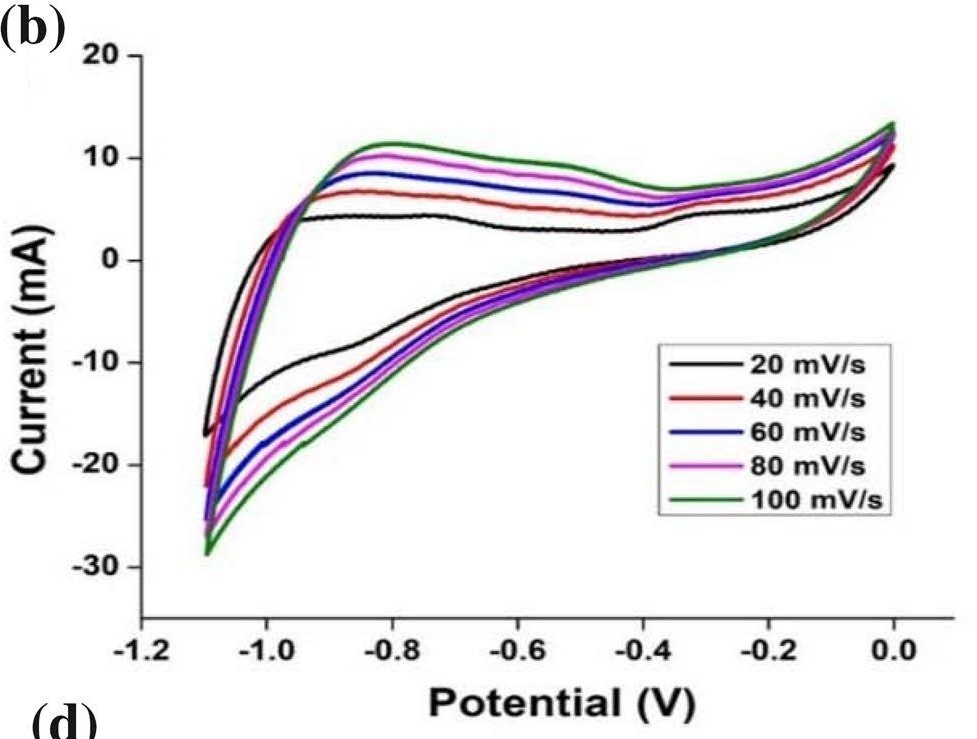 (b)
20
10
0
-10
-20
-30
Current (mA)
20 mV/s
40 mV/s
60 mV/s
80 mV/s
100 mV/s
-1.2 -1.0 -0.8 -0.6 -0.4 -0.2 0.0
Potential (V)
(d)